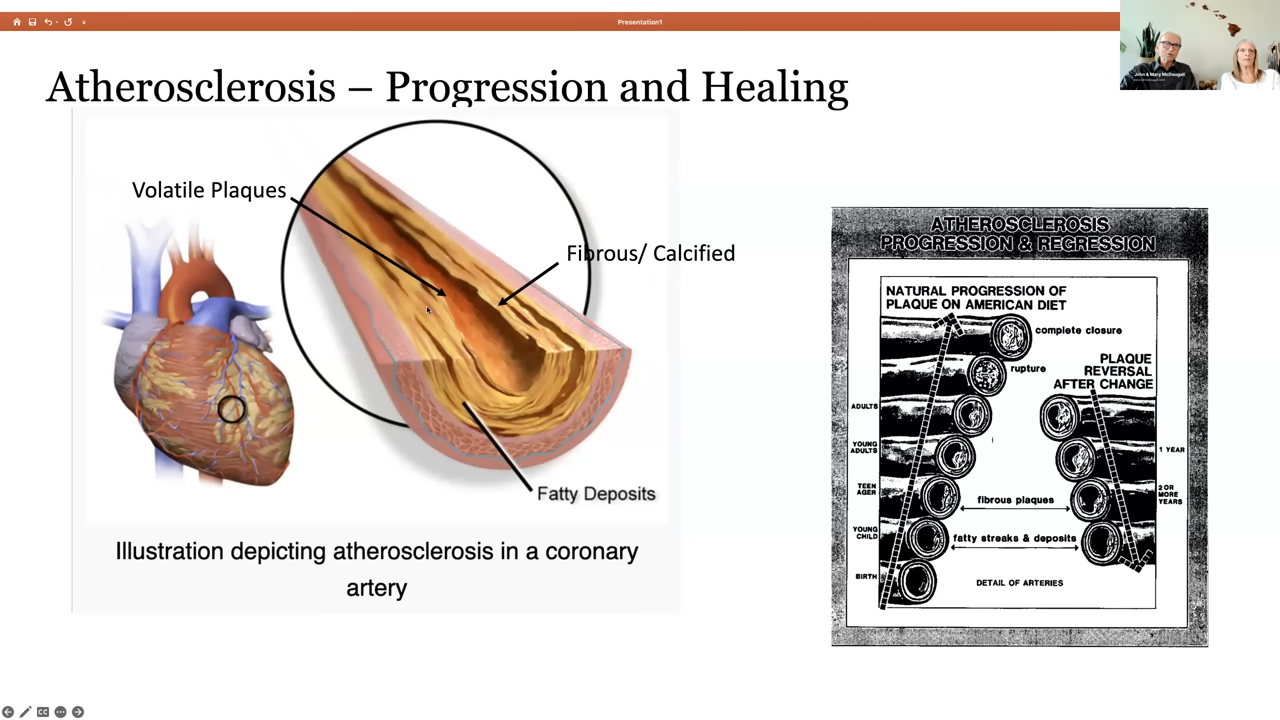 Presentation1
John & Mary McDougall
Atherosclerosis – Progression and Healing
Volatile Plaques
Fibrous/ Calcified
Fatty Deposits
Illustration depicting atherosclerosis in a coronary
artery
ATHEROSCLEROSIS
PROGRESSION & REGRESSION
NATURAL PROGRESSION OF
PLAQUE ON AMERICAN DIET
complete closure
rupture
PLAQUE
REVERSAL
AFTER CHANGE
ADULTS
YOUNG
ADULTS
1 YEAR
TEEN
AGER
2 OR
MORE
YEARS
fibrous plaques
YOUNG
CHILD
fatty streaks & deposits
BIRTH
DETAIL OF ARTERIES
CC